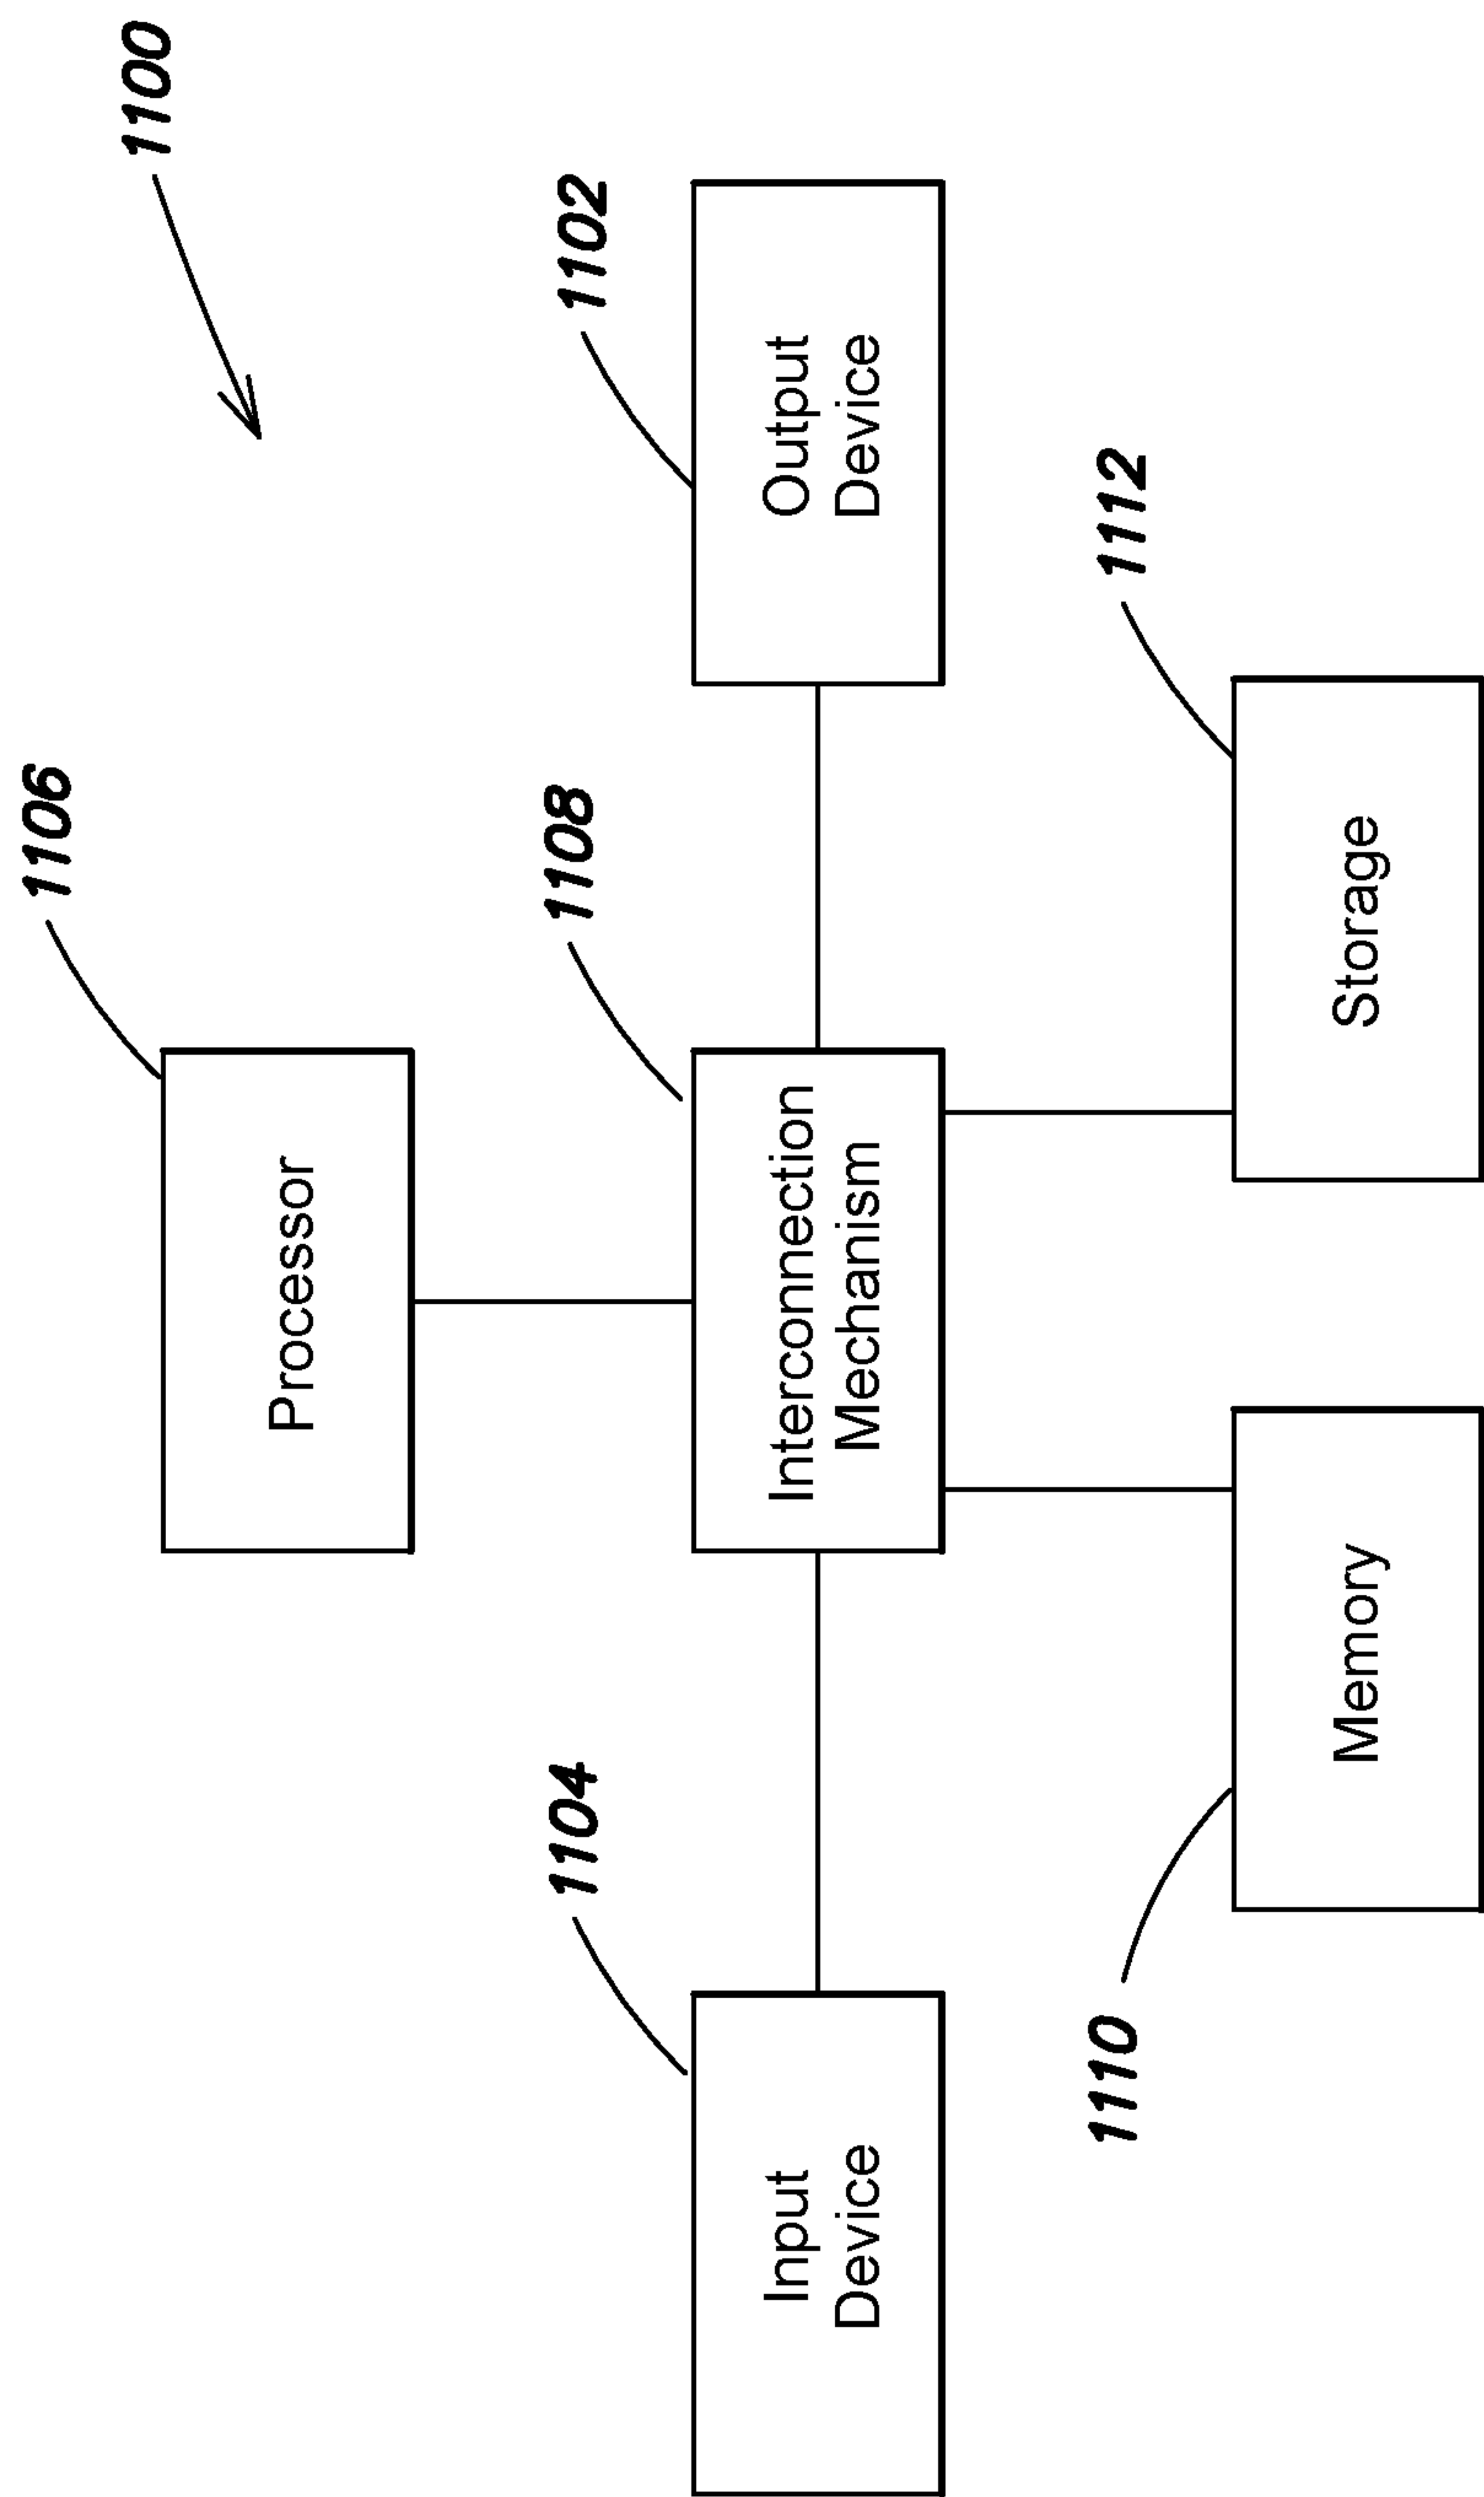 1100
1106
Processor
1104
1108
1102
Input
Device
Interconnection
Mechanism
Output
Device
1110
1112
Memory
Storage